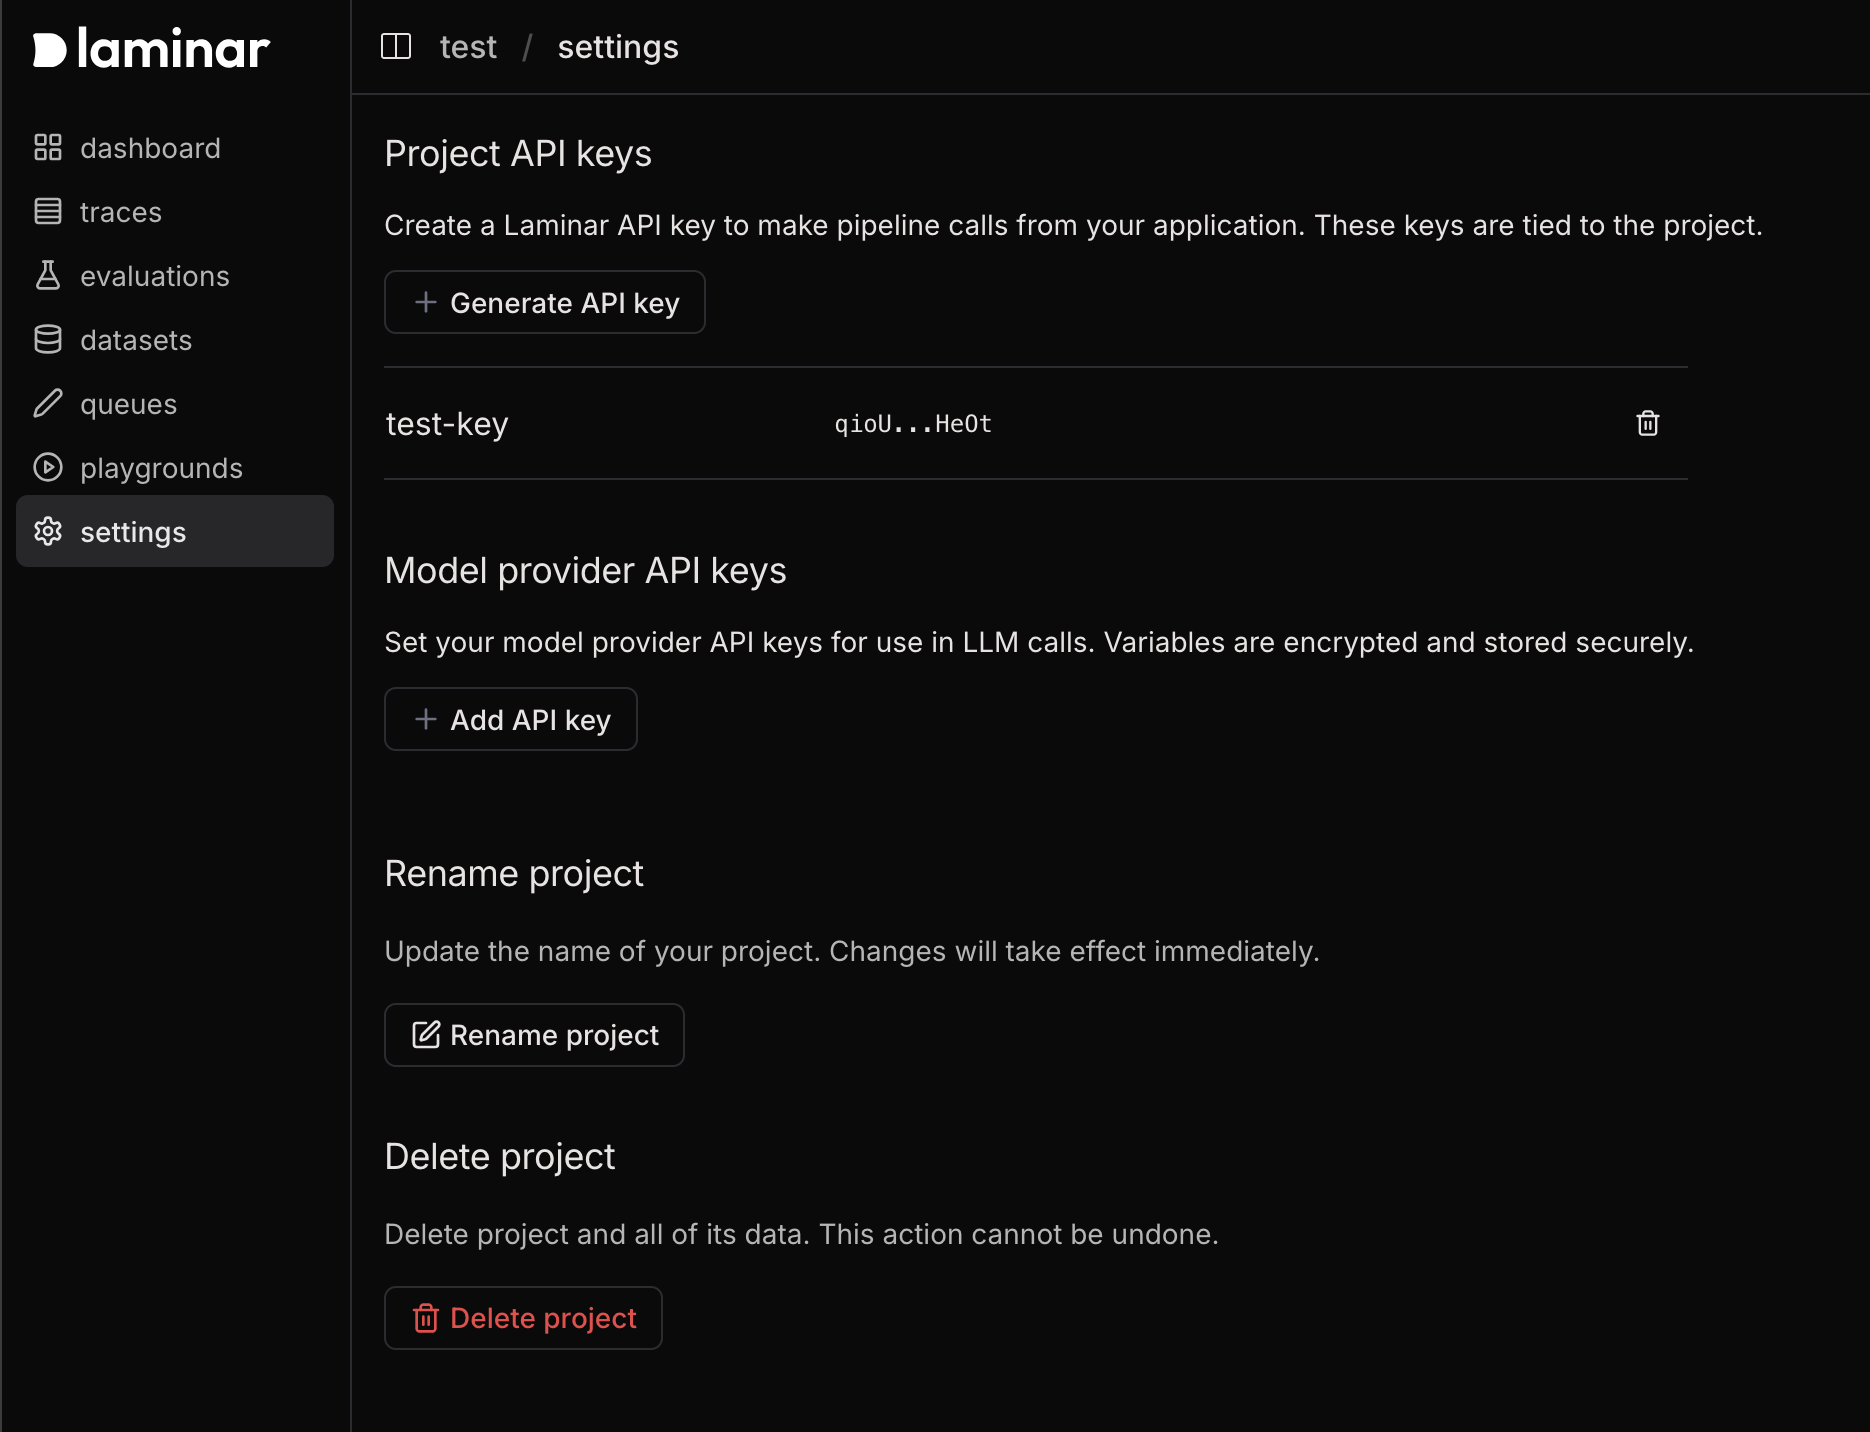 laminar
dashboard
traces
evaluations
datasets
queues
playgrounds
settings
test / settings
Project API keys
Create a Laminar API key to make pipeline calls from your application. These keys are tied to the project.
Generate API key
test-key qioU...HeOt
Model provider API keys
Set your model provider API keys for use in LLM calls. Variables are encrypted and stored securely.
Add API key
Rename project
Update the name of your project. Changes will take effect immediately.
Rename project
Delete project
Delete project and all of its data. This action cannot be undone.
Delete project